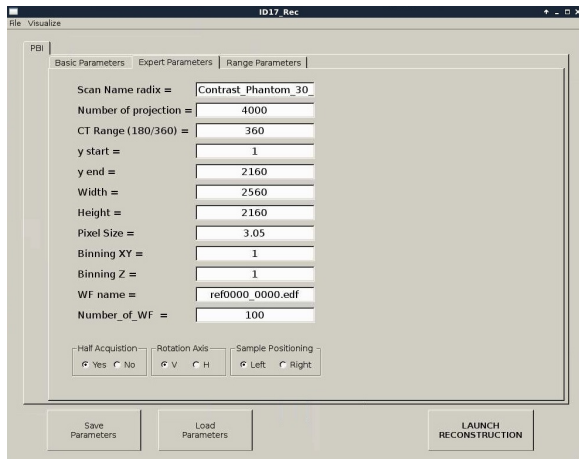 ID17_Rec
File Visualize
PBI
Basic Parameters Expert Parameters Range Parameters
Scan Name radix = Contrast_Phantom_30_
Number of projection = 4000
CT Range (180/360) = 360
y start = 1
y end = 2160
Width = 2560
Height = 2160
Pixel Size = 3.05
Binning XY = 1
Binning Z = 1
WF name = ref0000_0000.edf
Number_of_WF = 100
Half Acquistion Rotation Axis Sample Positioning
Yes No V H Left Right
Save Parameters
Load Parameters
LAUNCH RECONSTRUCTION